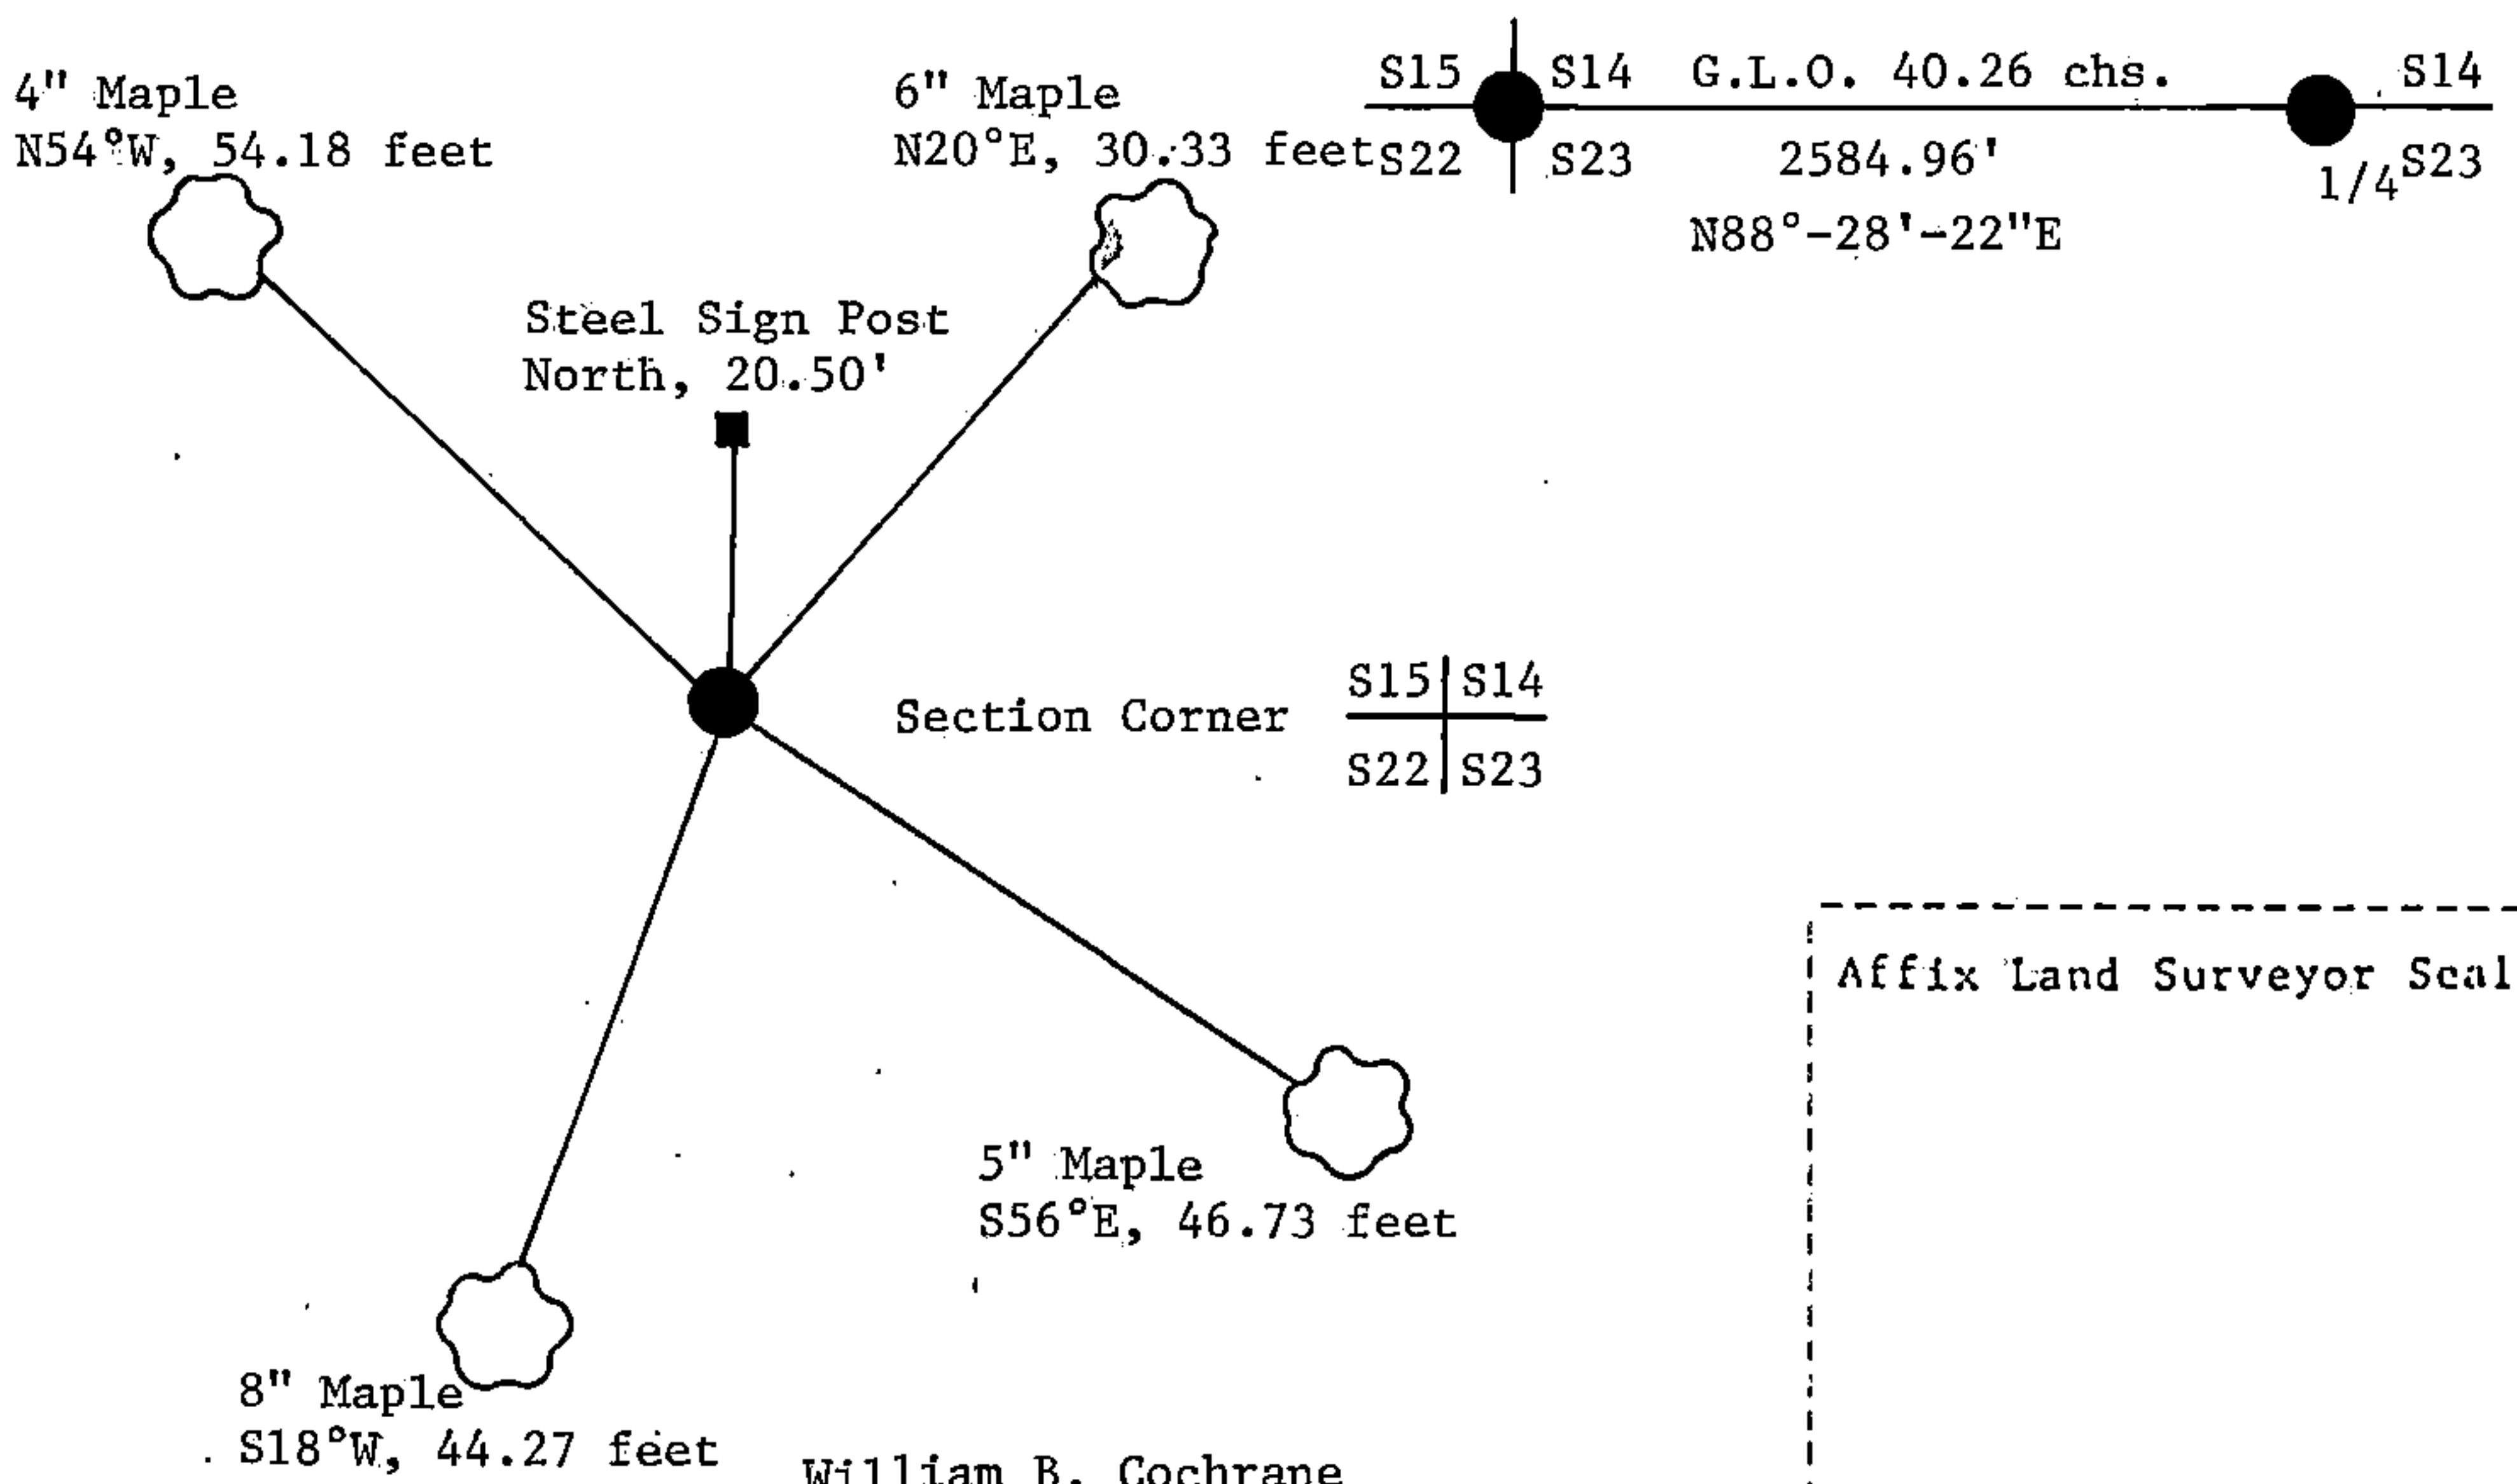 4" Maple
N54°W, 54.18 feet
6" Maple
N20°E, 30.33 feet
S15 S14 G.L.O. 40.26 chs. S14
S22 S23 2584.96' 1/4 S23
N88°-28'-22"E
Steel Sign Post
North, 20.50'
Section Corner
S15 S14
S22 S23
Affix Land Surveyor Seal
5" Maple
S56°E, 46.73 feet
8" Maple
S18°W, 44.27 feet
William B. Cochrane